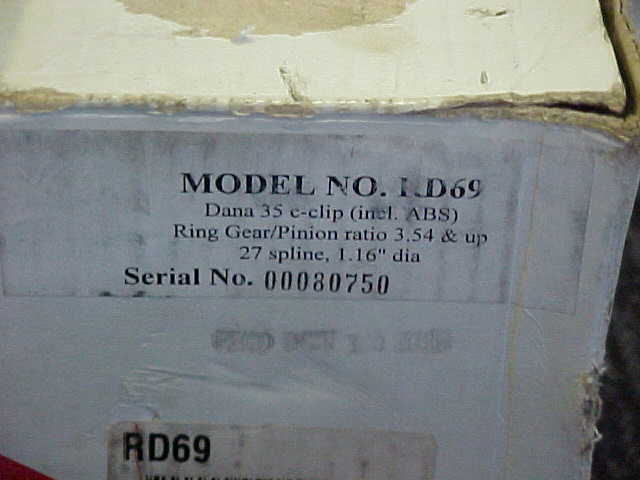 MODEL NO. RD69
Dana 35 c-clip (incl. ABS)
Ring Gear/Pinion ratio 3.54 & up
27 spline, 1.16" dia
Serial No. 00080750
RD69